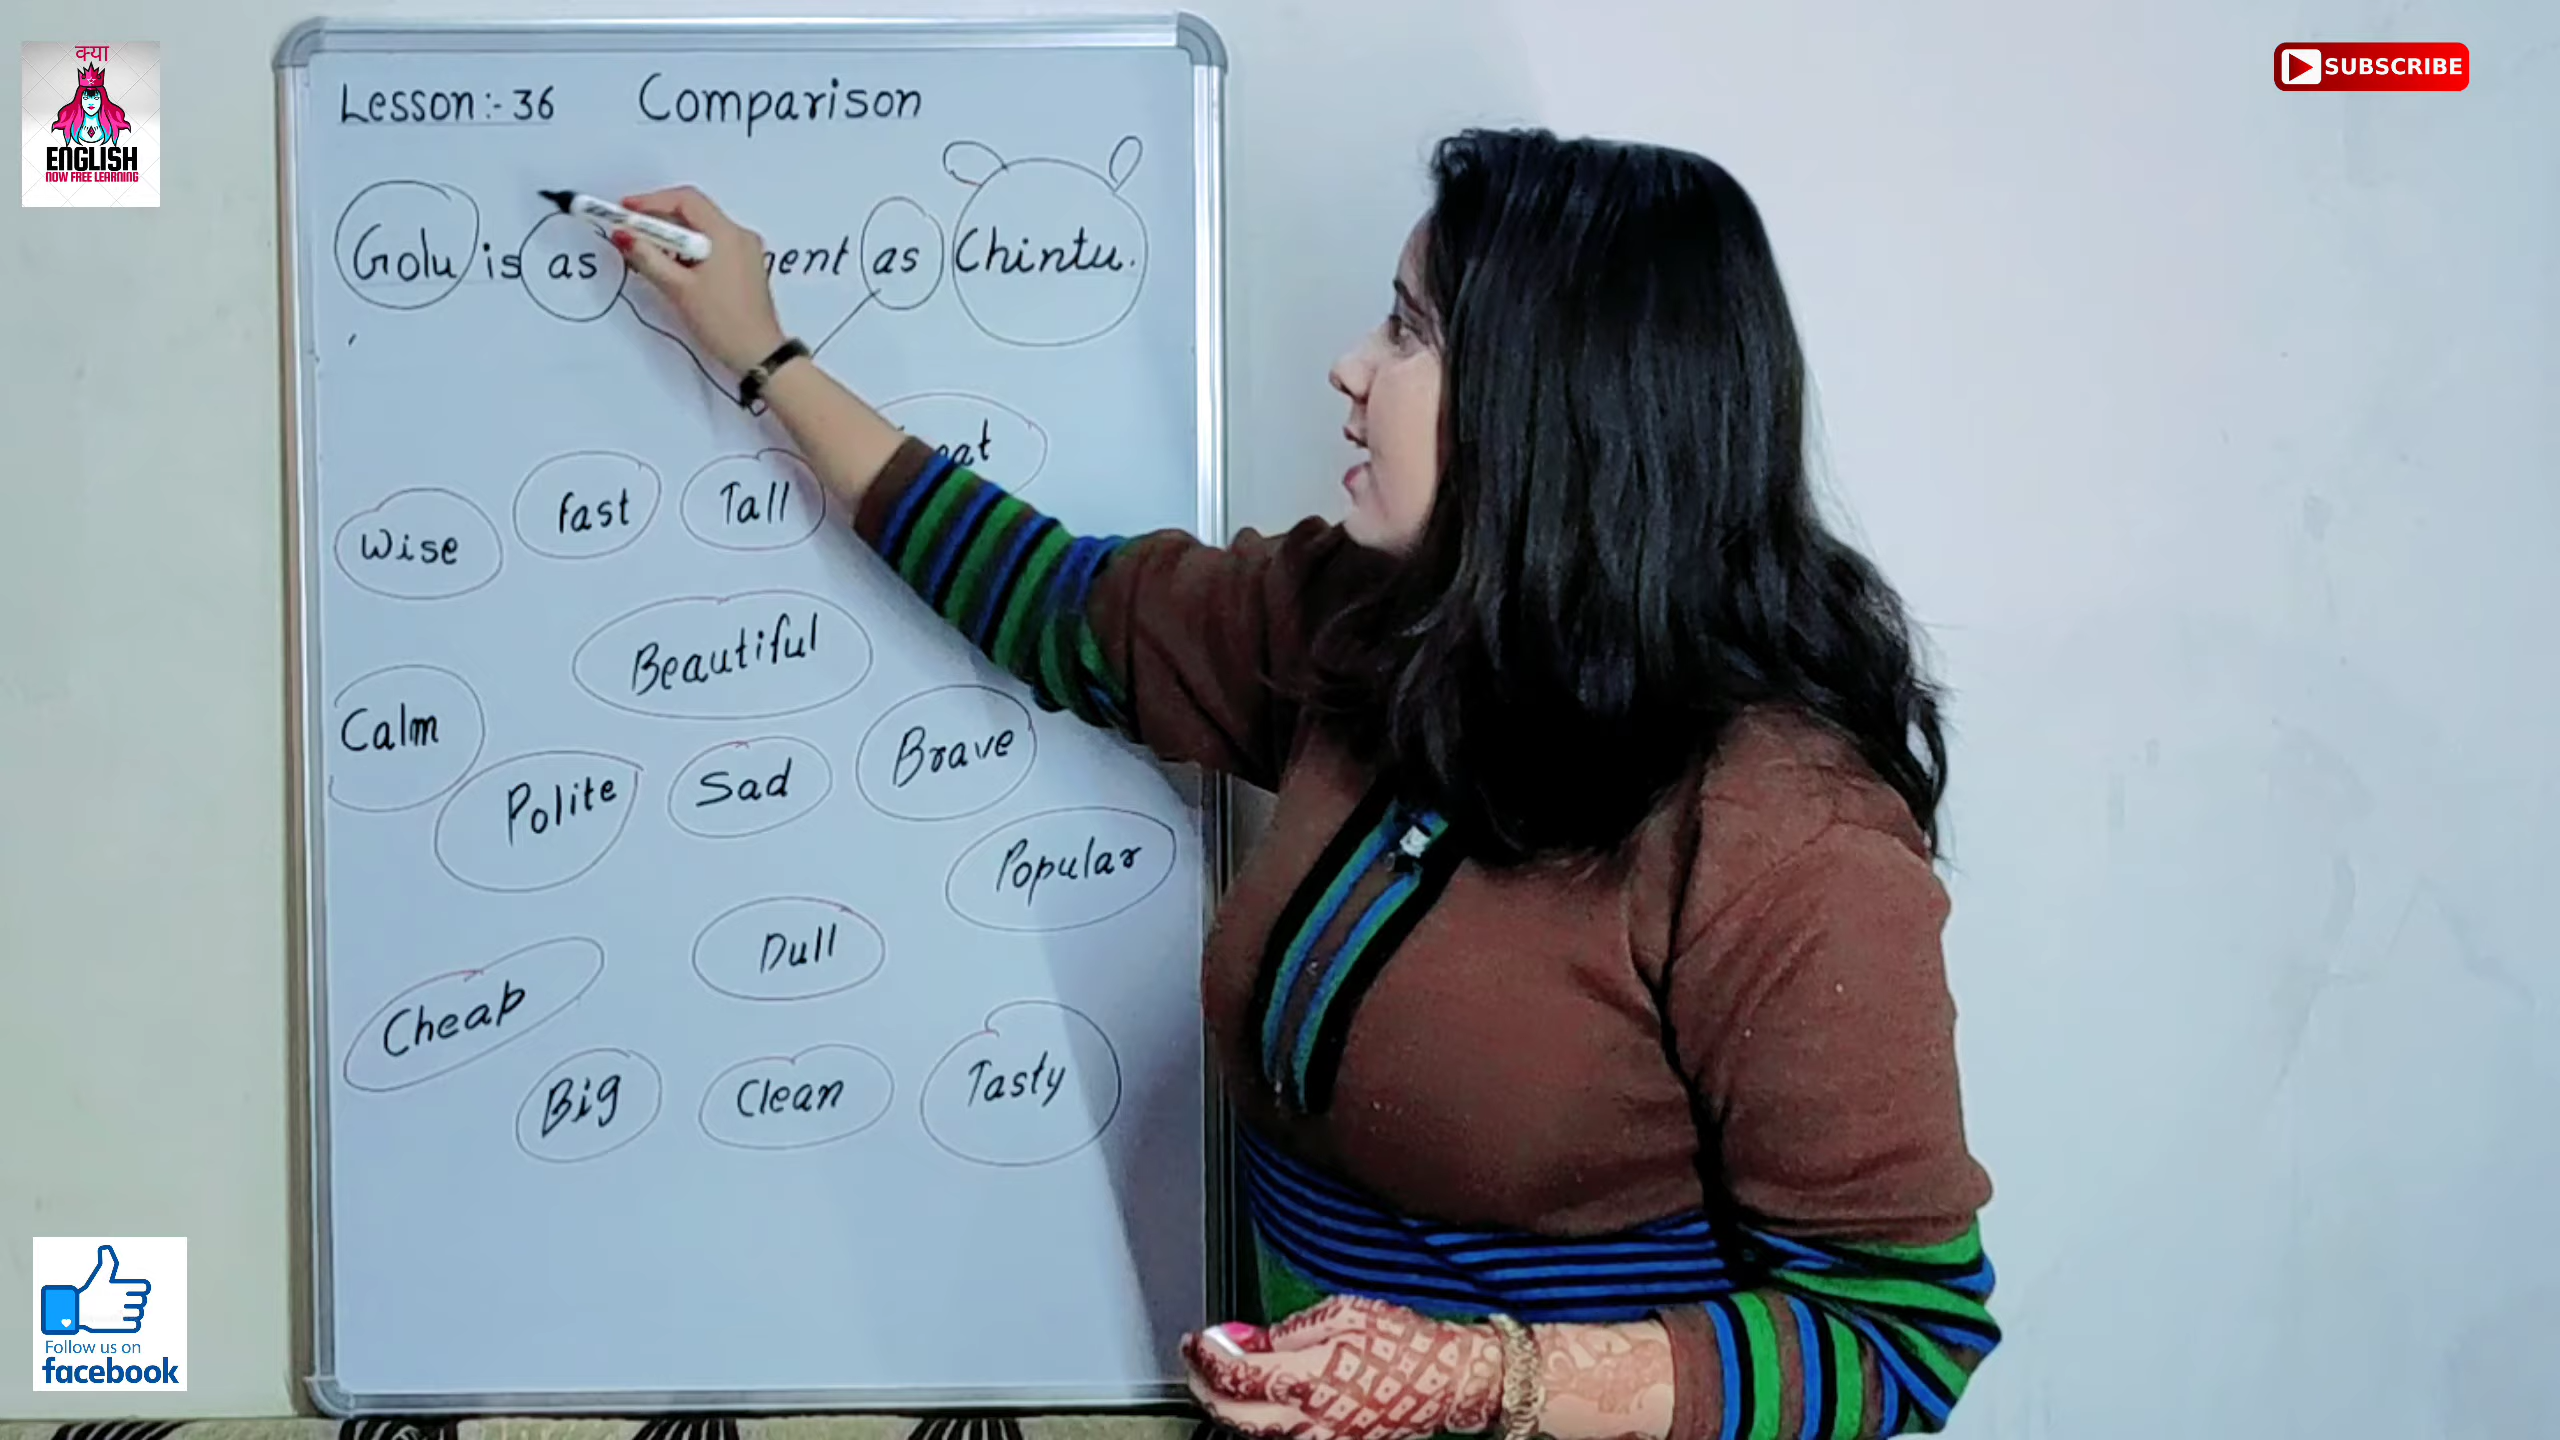 क्या
ENGLISH
NOW FREE LEARNING
SUBSCRIBE
Lesson:- 36 Comparison
Golu is as as Chintu.
Wise fast Tall
Beautiful
Calm
Polite Sad Brave
Popular
Dull
Cheap
Big Clean Tasty
Follow us on
facebook